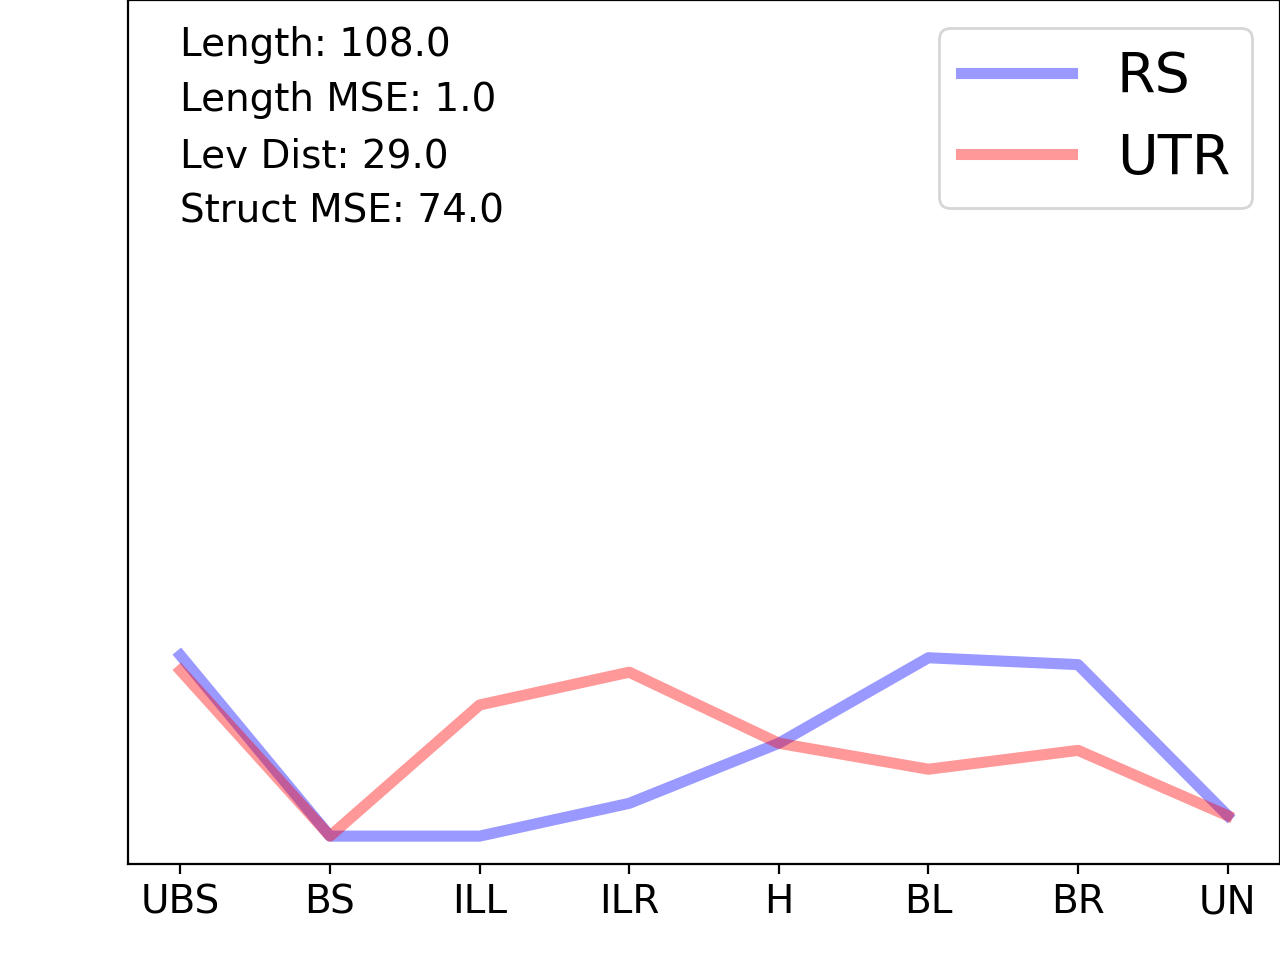 Length: 108.0
Length MSE: 1.0
Lev Dist: 29.0
Struct MSE: 74.0
RS
UTR
UBS BS ILL ILR H BL BR UN